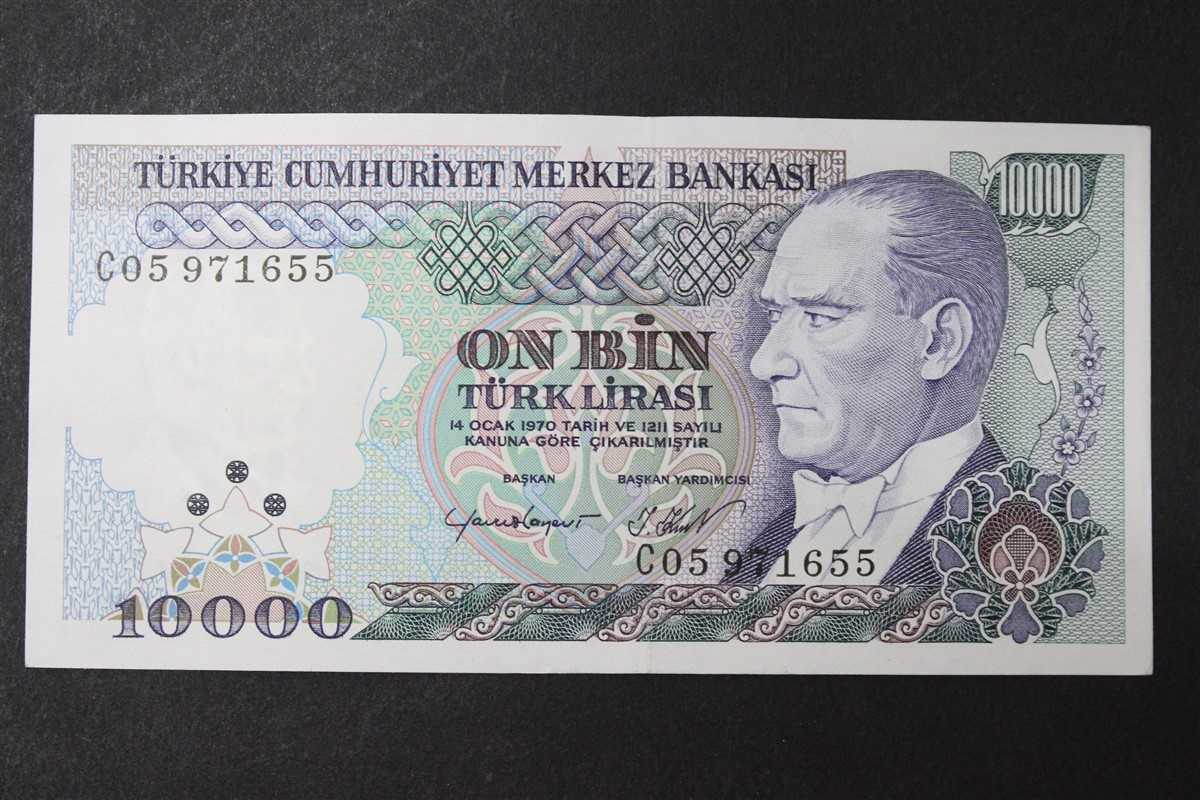 TÜRKİYE CUMHURİYET MERKEZ BANKASI
10000
C05 971655
ON BİN
TÜRK LİRASI
14 OCAK 1970 TARİH VE 1211 SAYILI
KANUNA GÖRE ÇIKARILMIŞTIR
BAŞKAN BAŞKAN YARDIMCISI
C05 971655
10000